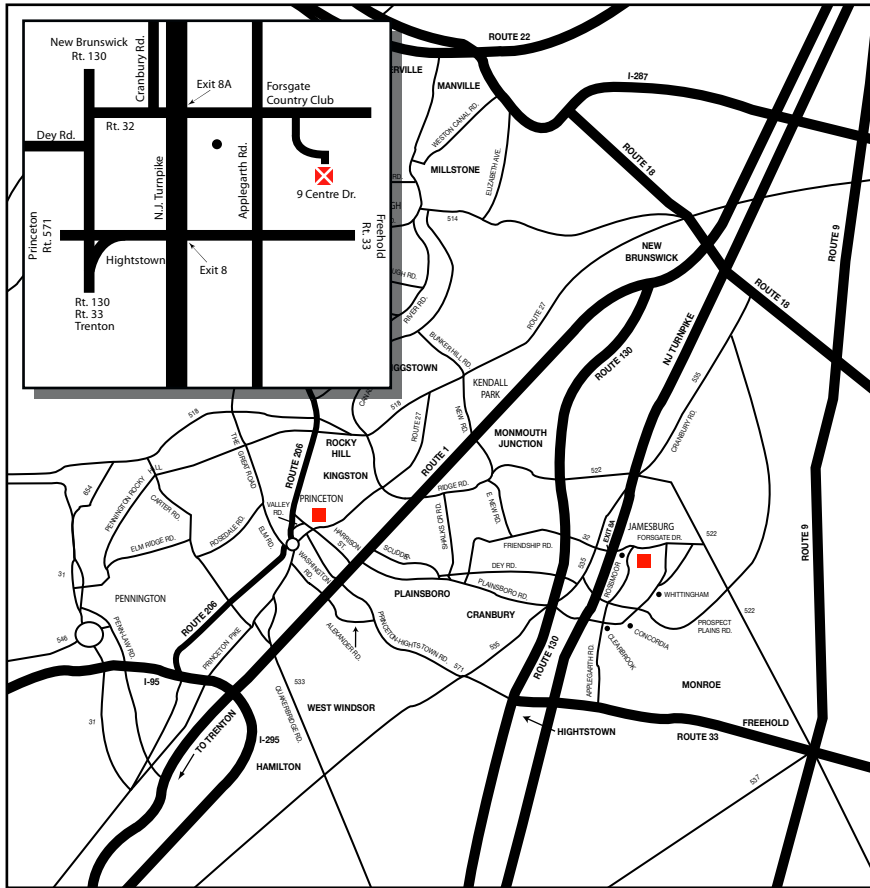 New Brunswick
Rt. 130
Cranbury Rd.
Exit 8A
Forsgate
Country Club
Dey Rd.
Rt. 32
N.J. Turnpike
Applegarth Rd.
9 Centre Dr.
Princeton
Rt. 571
Freehold
Rt. 33
Hightstown
Exit 8
Rt. 130
Rt. 33
Trenton
ROUTE 22
I-287
MANVILLE
WESTON CANAL RD.
ELIZABETH AVE.
MILLSTONE
ROUTE 18
RD.
514
NEW
BRUNSWICK
ROUTE 9
ROUTE 18
RIVER RD.
ROUTE 27
BUNKER HILL RD.
NJ TURNPIKE
ROUTE 130
KENDALL
PARK
535
CRANBURY RD.
518
518
ROUTE 27
NEW RD.
THE GREAT ROAD
ROUTE 206
ROCKY
HILL
KINGSTON
ROUTE 1
MONMOUTH
JUNCTION
522
654
PENNINGTON ROCKY HILL
CARTER RD.
VALLEY
RD.
PRINCETON
RIDGE RD.
E. NEW RD.
ROSEDALE RD.
ELM RD.
HARRISON
ST.
ELM RIDGE RD.
WASHINGTON
RD.
FRIENDSHIP RD.
32
EXIT 8A
JAMESBURG
FORSGATE DR.
522
ROUTE 9
31
DEY RD.
535
ROSSMOOR
PLAINSBORO RD.
PLAINSBORO
CRANBURY
WHITTINGHAM
522
PENNINGTON
ROUTE 206
PROSPECT
PLAINS RD.
546
PENN-LAW RD.
PRINCETON PIKE
ALEXANDER RD.
PRINCETON-HIGHTSTOWN RD.
571
535
ROUTE 130
CONCORDIA
CLEARBROOK
APPLEGARTH RD.
I-95
533
QUAKERBRIDGE RD.
MONROE
31
WEST WINDSOR
TO TRENTON
I-295
HAMILTON
HIGHTSTOWN
FREEHOLD
ROUTE 33
537